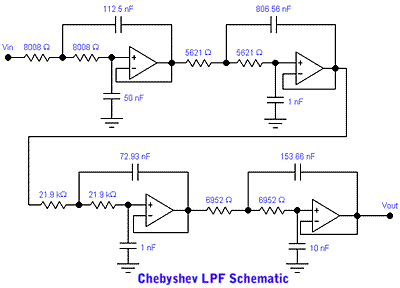 112.5 nF
806.56 nF
Vin
8008 Ω
8008 Ω
5621 Ω
5621 Ω
50 nF
1 nF
72.93 nF
153.66 nF
21.9 kΩ
21.9 kΩ
6952 Ω
6952 Ω
Vout
1 nF
10 nF
Chebyshev LPF Schematic